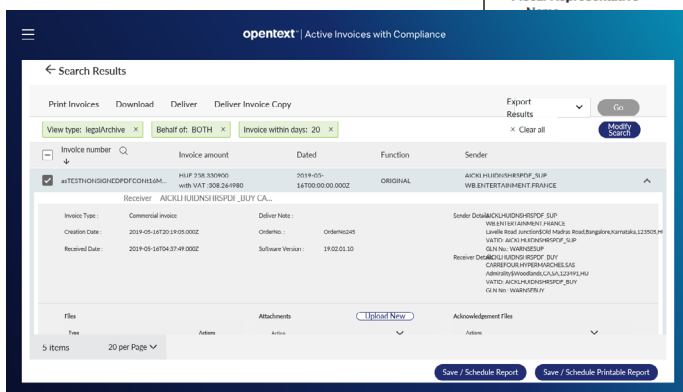 Fiscal Representative
Name
opentext™ | Active Invoices with Compliance
← Search Results
Print Invoices Download Deliver Deliver Invoice Copy Export Results Go
View type: legalArchive × Behalf of: BOTH × Invoice within days: 20 × × Clear all Modify Search
Invoice number Invoice amount Dated Function Sender
asTESTNONSIGNEDPDFCONt16M... HUF 258.330900 with VAT :308.264980 2019-05-16T00:00:00.000Z ORIGINAL AICKLHUIDNSHRSPDF_SUP WB.ENTERTAINMENT.FRANCE
Receiver AICKLHUIDNSHRSPDF_BUY CA...
Invoice Type : Commercial invoice Deliver Note : Sender Details AICKLHUIDNSHRSPDF_SUP
WB.ENTERTAINMENT.FRANCE
Creation Date : 2019-05-16T20:19:05.000Z OrderNo. : OrderNo245 Lavelle Road Junction$Old Madras Road,Bangalore,Karnataka,123505,H
VATID: AICKLHUIDNSHRSPDF_SUP
Received Date : 2019-05-16T04:37:49.000Z Software Version : 19.02.01.10 GLN No.: WARNSESUP
Receiver Details AICKLHUIDNSHRSPDF_BUY
CARREFOUR.HYPERMARCHES.SAS
Admirality$Woodlands,CA,SA,123491,HU
VATID: AICKLHUIDNSHRSPDF_BUY
GLN No: WARNSEBUY
Files Attachments Upload New Acknowledgement Files
Type Actions Action Actions
5 items 20 per Page
Save / Schedule Report Save / Schedule Printable Report